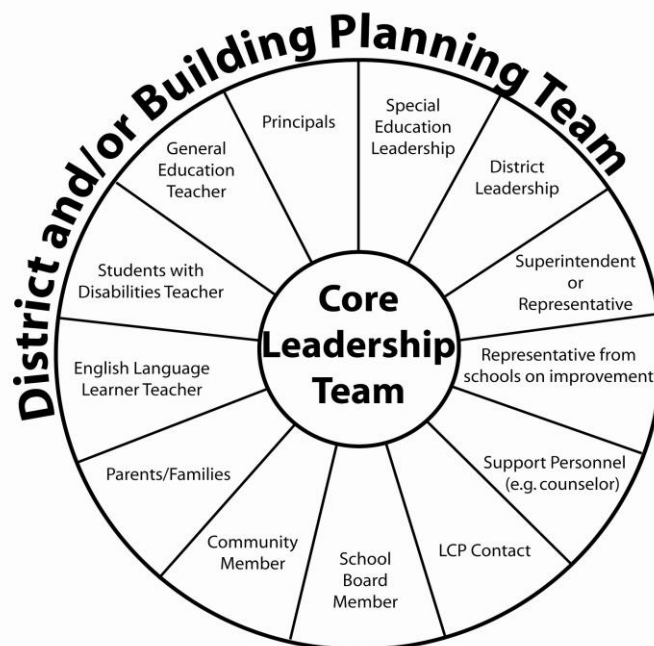 District and/or Building Planning Team
Principals
Special
Education
Leadership
District
Leadership
Superintendent
or
Representative
Representative from
schools on improvement
Support Personnel
(e.g. counselor)
LCP Contact
School
Board
Member
Community
Member
Parents/Families
English Language
Learner Teacher
Students with
Disabilities Teacher
General
Education
Teacher
Core
Leadership
Team